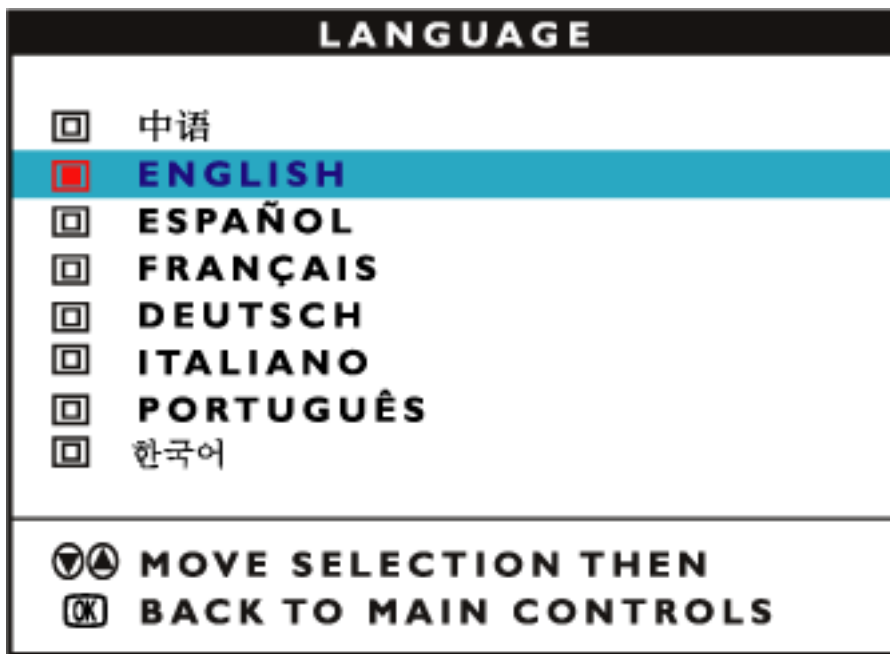 LANGUAGE
中语
ENGLISH
ESPAÑOL
FRANÇAIS
DEUTSCH
ITALIANO
PORTUGUÊS
한국어
MOVE SELECTION THEN
OK BACK TO MAIN CONTROLS